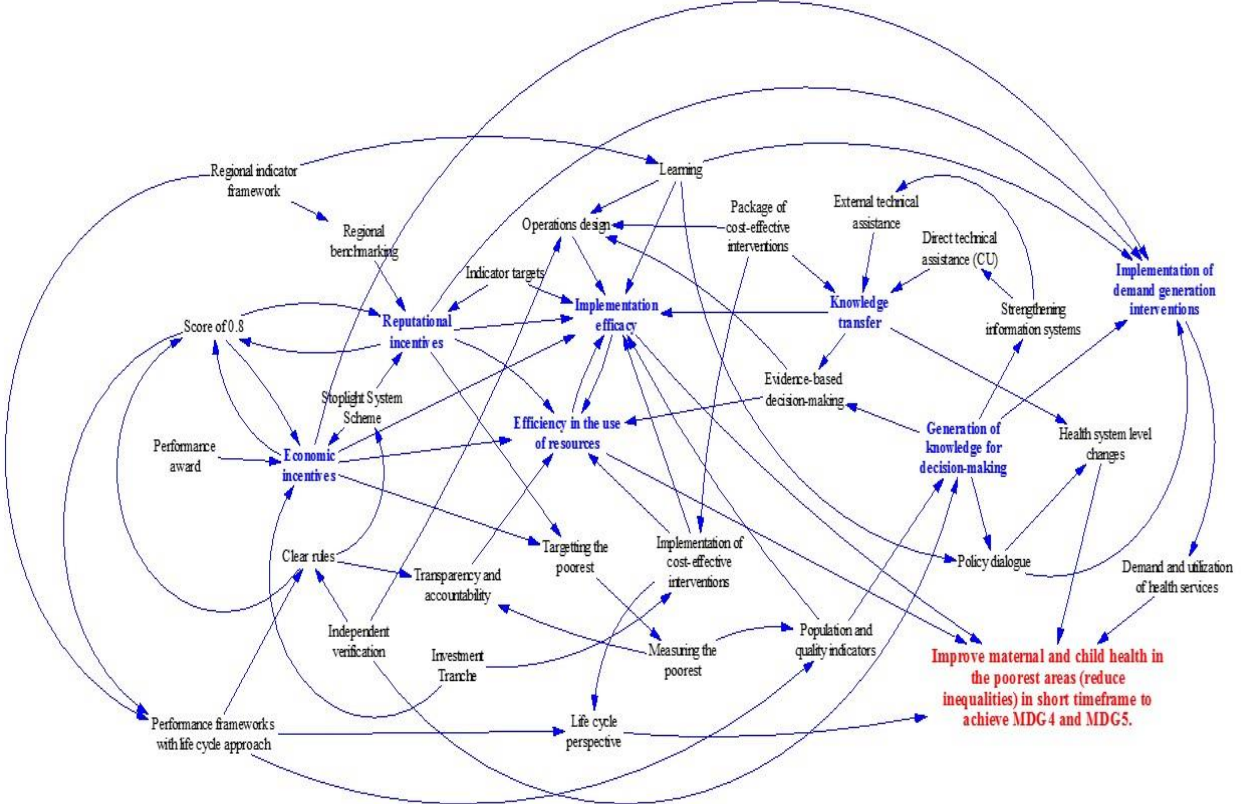 Regional indicator
framework
Learning
Regional
benchmarking
Operations design
Package of
cost-effective
interventions
External technical
assistance
Direct technical
assistance (CU)
Implementation of
demand generation
interventions
Indicator targets
Implementation
efficacy
Knowledge
transfer
Strengthening
information systems
Score of 0.8
Reputational
incentives
Stoplight System
Scheme
Evidence-based
decision-making
Efficiency in the use
of resources
Generation of
knowledge for
decision-making
Health system level
changes
Performance
award
Economic
incentives
Clear rules
Transparency and
accountability
Targetting the
poorest
Implementation of
cost-effective
interventions
Policy dialogue
Demand and utilization
of health services
Independent
verification
Investment
Tranche
Measuring the
poorest
Population and
quality indicators
Improve maternal and child health in
the poorest areas (reduce
inequalities) in short timeframe to
achieve MDG4 and MDG5.
Performance frameworks
with life cycle approach
Life cycle
perspective